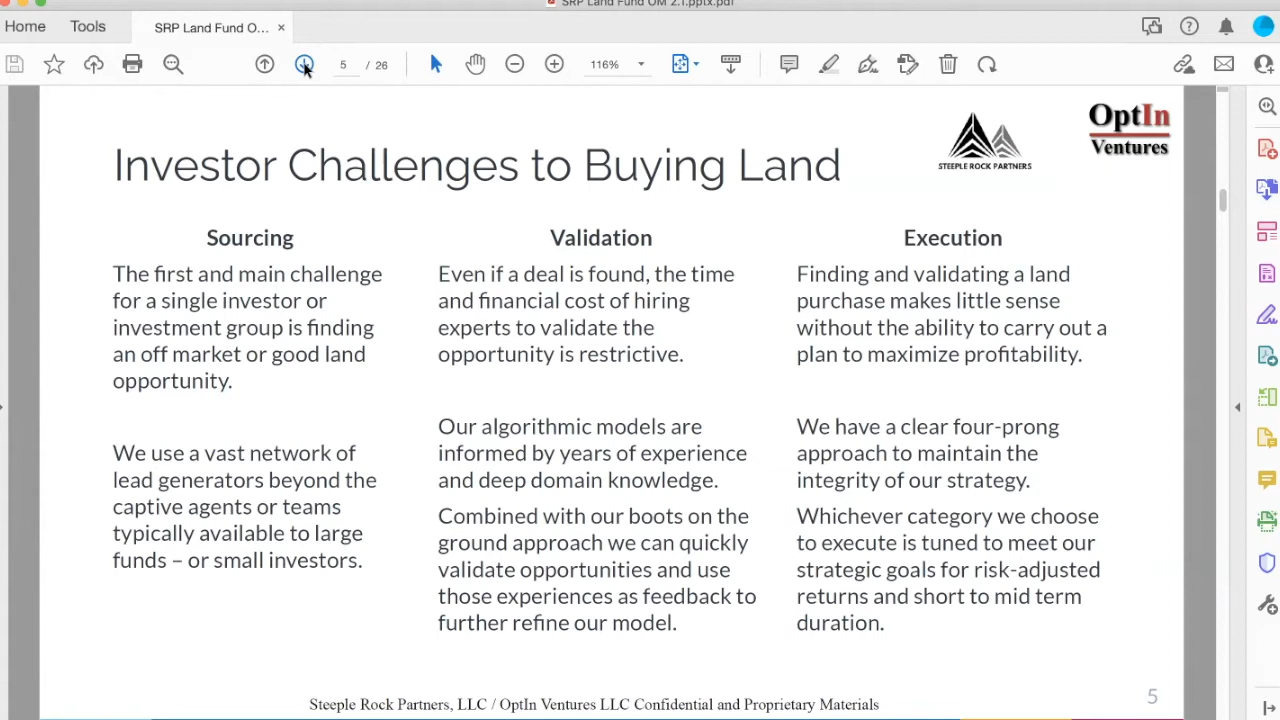 SRP Land Fund OM 2.1.pptx.pdf
Home
Tools
SRP Land Fund O...
5 / 26
116%
Investor Challenges to Buying Land
STEEPLE ROCK PARTNERS
OptIn
Ventures
Sourcing
The first and main challenge
for a single investor or
investment group is finding
an off market or good land
opportunity.
We use a vast network of
lead generators beyond the
captive agents or teams
typically available to large
funds – or small investors.
Validation
Even if a deal is found, the time
and financial cost of hiring
experts to validate the
opportunity is restrictive.
Our algorithmic models are
informed by years of experience
and deep domain knowledge.
Combined with our boots on the
ground approach we can quickly
validate opportunities and use
those experiences as feedback to
further refine our model.
Execution
Finding and validating a land
purchase makes little sense
without the ability to carry out a
plan to maximize profitability.
We have a clear four-prong
approach to maintain the
integrity of our strategy.
Whichever category we choose
to execute is tuned to meet our
strategic goals for risk-adjusted
returns and short to mid term
duration.
Steeple Rock Partners, LLC / OptIn Ventures LLC Confidential and Proprietary Materials
5